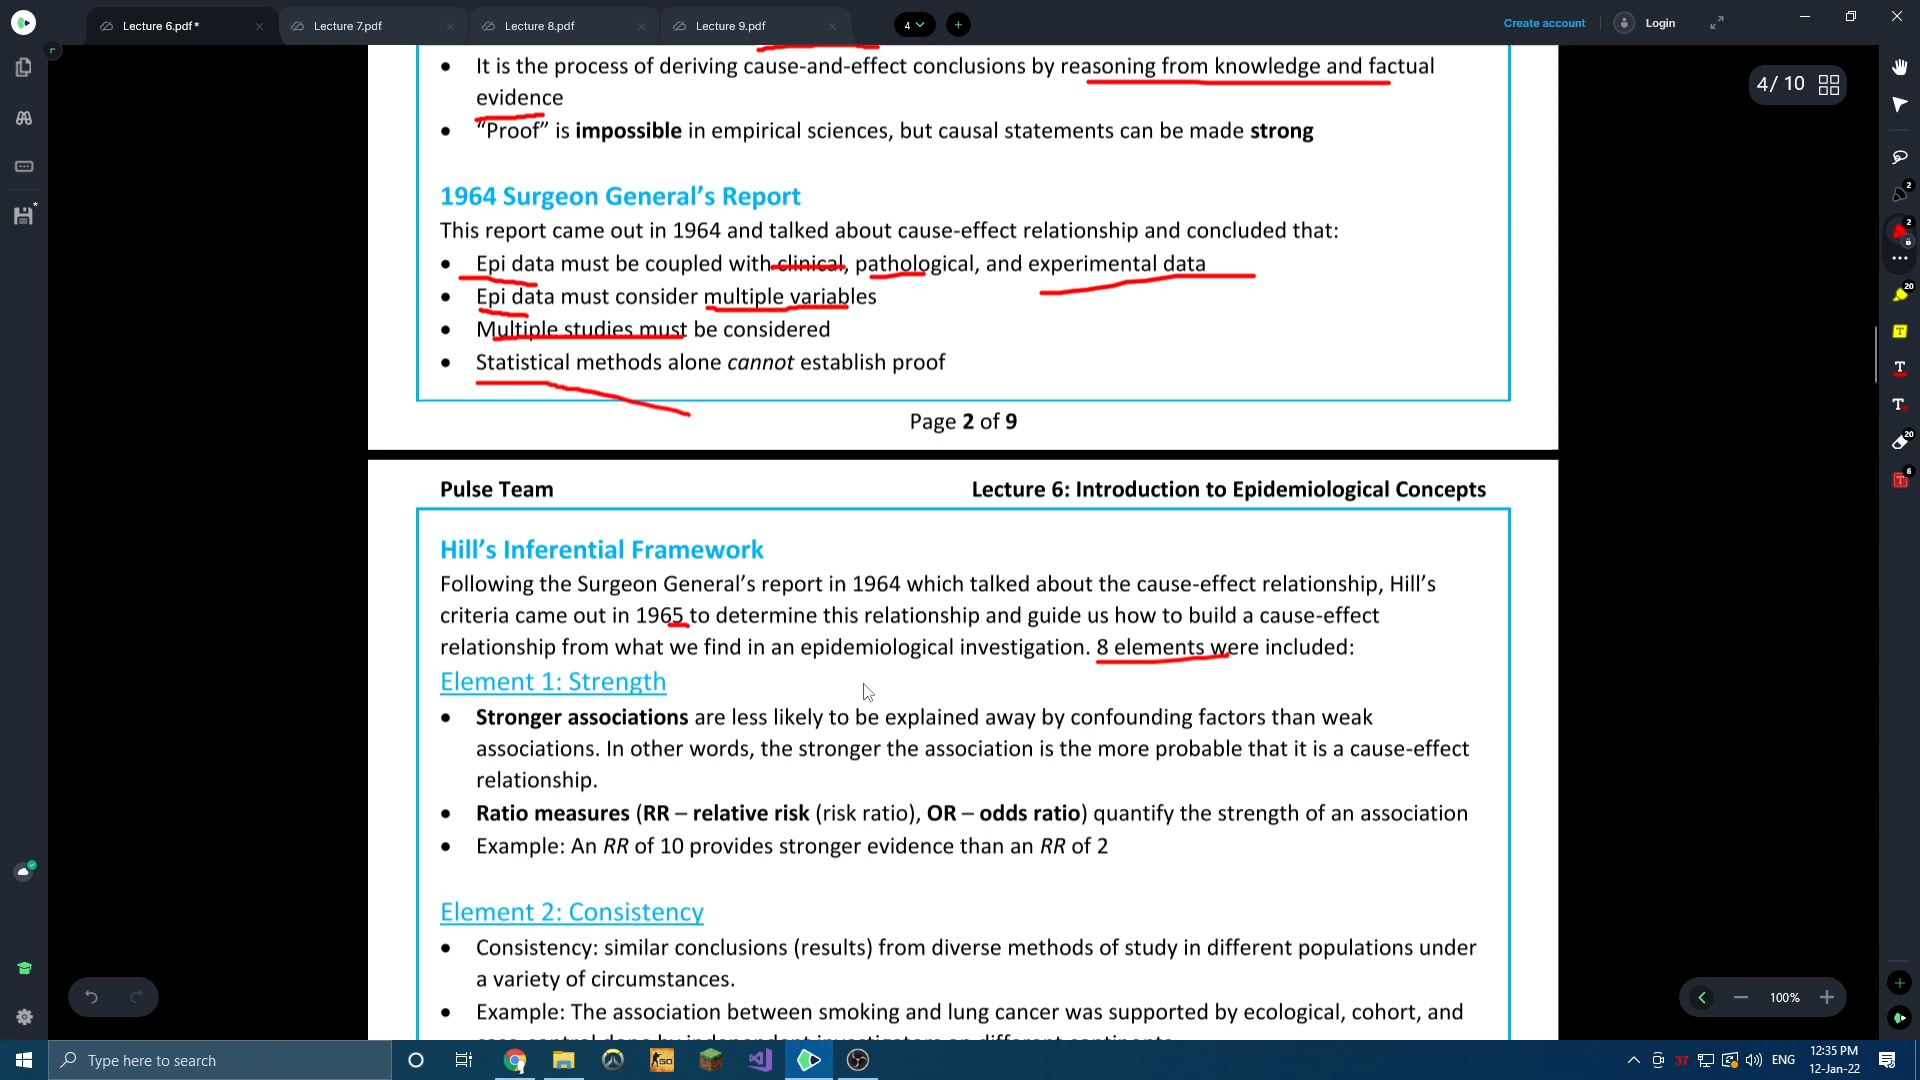 Lecture 6.pdf*
Lecture 7.pdf
Lecture 8.pdf
Lecture 9.pdf
4
Create account
Login
4 / 10
• It is the process of deriving cause-and-effect conclusions by reasoning from knowledge and factual
evidence
• “Proof” is impossible in empirical sciences, but causal statements can be made strong
1964 Surgeon General’s Report
This report came out in 1964 and talked about cause-effect relationship and concluded that:
• Epi data must be coupled with clinical, pathological, and experimental data
• Epi data must consider multiple variables
• Multiple studies must be considered
• Statistical methods alone cannot establish proof
Page 2 of 9
Pulse Team
Lecture 6: Introduction to Epidemiological Concepts
Hill’s Inferential Framework
Following the Surgeon General’s report in 1964 which talked about the cause-effect relationship, Hill’s
criteria came out in 1965 to determine this relationship and guide us how to build a cause-effect
relationship from what we find in an epidemiological investigation. 8 elements were included:
Element 1: Strength
• Stronger associations are less likely to be explained away by confounding factors than weak
associations. In other words, the stronger the association is the more probable that it is a cause-effect
relationship.
• Ratio measures (RR – relative risk (risk ratio), OR – odds ratio) quantify the strength of an association
• Example: An RR of 10 provides stronger evidence than an RR of 2
Element 2: Consistency
• Consistency: similar conclusions (results) from diverse methods of study in different populations under
a variety of circumstances.
• Example: The association between smoking and lung cancer was supported by ecological, cohort, and
2
2
20
T
T
T
20
T
6
100%
Type here to search
GO
37
ENG
12:35 PM
12-Jan-22